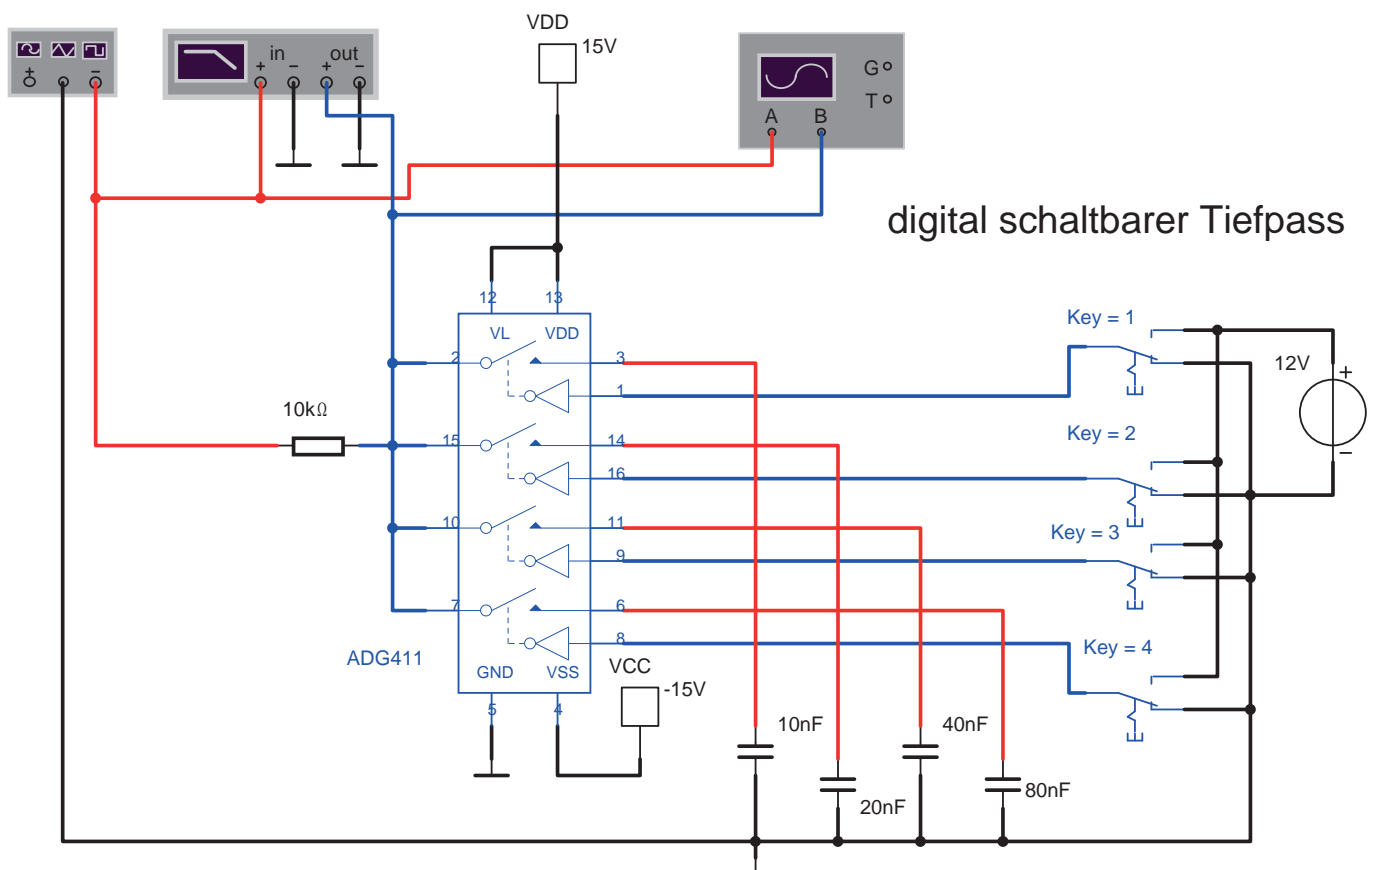 VDD
15V
in
out
+
−
+
−
+
−
G
T
A
B
digital schaltbarer Tiefpass
12
13
VL
VDD
Key = 1
2
3
12V
+
1
10kΩ
15
14
Key = 2
−
16
10
11
Key = 3
9
7
6
8
Key = 4
ADG411
GND
VSS
VCC
-15V
5
4
10nF
40nF
80nF
20nF